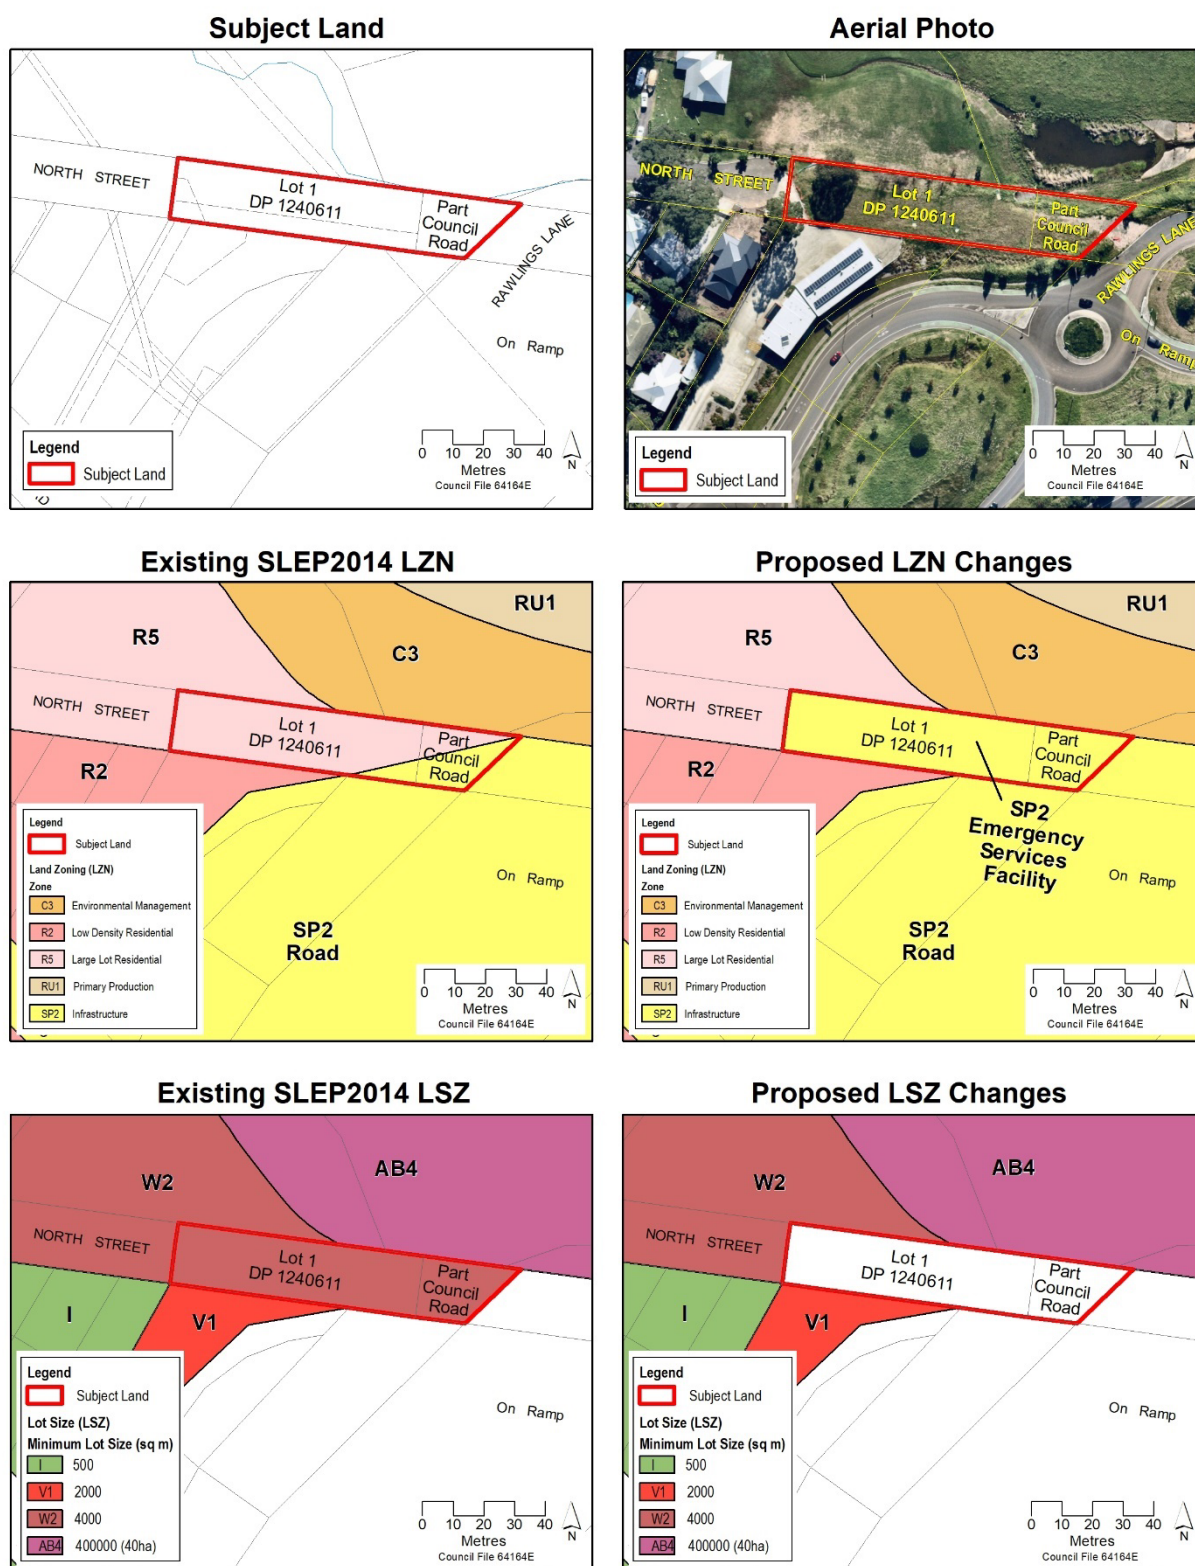 Subject Land
NORTH STREET
Lot 1
DP 1240611
Part
Council
Road
RAWLINGS LANE
On Ramp
Legend
Subject Land
0 10 20 30 40
Metres
Council File 64164E
N
Aerial Photo
NORTH STREET
Lot 1
DP 1240611
Part
Council
Road
RAWLINGS LANE
On Ramp
Legend
Subject Land
0 10 20 30 40
Metres
Council File 64164E
N
Existing SLEP2014 LZN
RU1
R5
C3
NORTH STREET
Lot 1
DP 1240611
Part
Council
Road
R2
On Ramp
SP2
Road
Legend
Subject Land
Land Zoning (LZN)
Zone
C3 Environmental Management
R2 Low Density Residential
R5 Large Lot Residential
RU1 Primary Production
SP2 Infrastructure
0 10 20 30 40
Metres
Council File 64164E
N
Proposed LZN Changes
RU1
R5
C3
NORTH STREET
Lot 1
DP 1240611
Part
Council
Road
R2
SP2
Emergency
Services
Facility
On Ramp
SP2
Road
Legend
Subject Land
Land Zoning (LZN)
Zone
C3 Environmental Management
R2 Low Density Residential
R5 Large Lot Residential
RU1 Primary Production
SP2 Infrastructure
0 10 20 30 40
Metres
Council File 64164E
N
Existing SLEP2014 LSZ
AB4
W2
NORTH STREET
Lot 1
DP 1240611
Part
Council
Road
I
V1
On Ramp
Legend
Subject Land
Lot Size (LSZ)
Minimum Lot Size (sq m)
I 500
V1 2000
W2 4000
AB4 400000 (40ha)
0 10 20 30 40
Metres
Council File 64164E
N
Proposed LSZ Changes
AB4
W2
NORTH STREET
Lot 1
DP 1240611
Part
Council
Road
I
V1
On Ramp
Legend
Subject Land
Lot Size (LSZ)
Minimum Lot Size (sq m)
I 500
V1 2000
W2 4000
AB4 400000 (40ha)
0 10 20 30 40
Metres
Council File 64164E
N